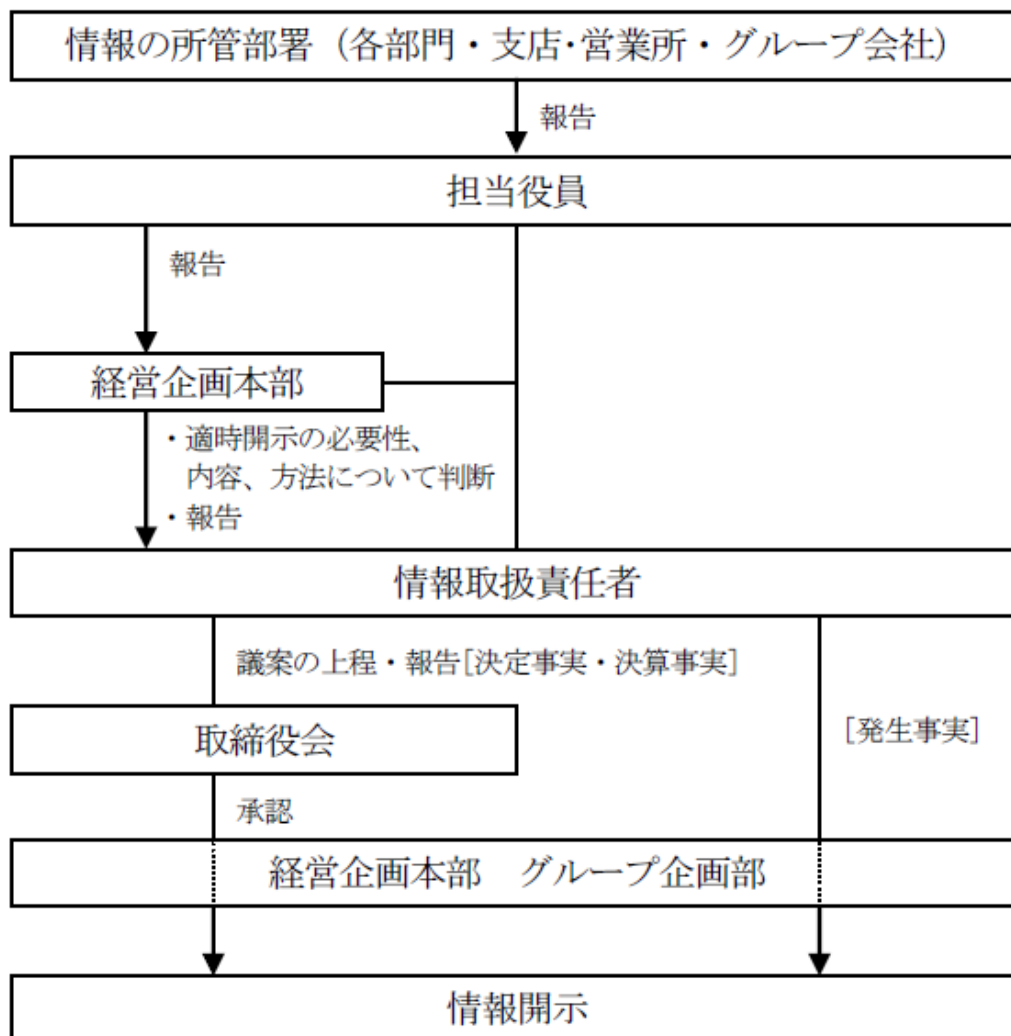 情報の所管部署（各部門・支店・営業所・グループ会社）
報告
担当役員
報告
経営企画本部
・適時開示の必要性、
内容、方法について判断
・報告
情報取扱責任者
議案の上程・報告[決定事実・決算事実]
取締役会
[発生事実]
承認
経営企画本部　グループ企画部
情報開示